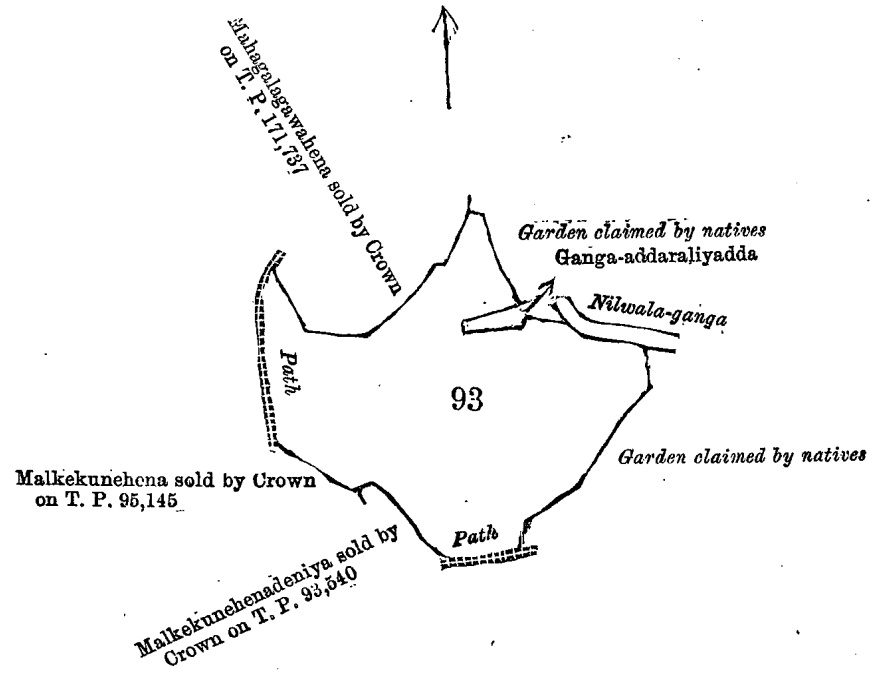 Mahagalagawahena sold by Crown
on T. P. 171,737
Garden claimed by natives
Ganga-addaraliyadda
Nilwala-ganga
Path
93
Garden claimed by natives
Malkekunehena sold by Crown
on T. P. 95,145
Path
Malkekunehenadeniya sold by
Crown on T. P. 93,540